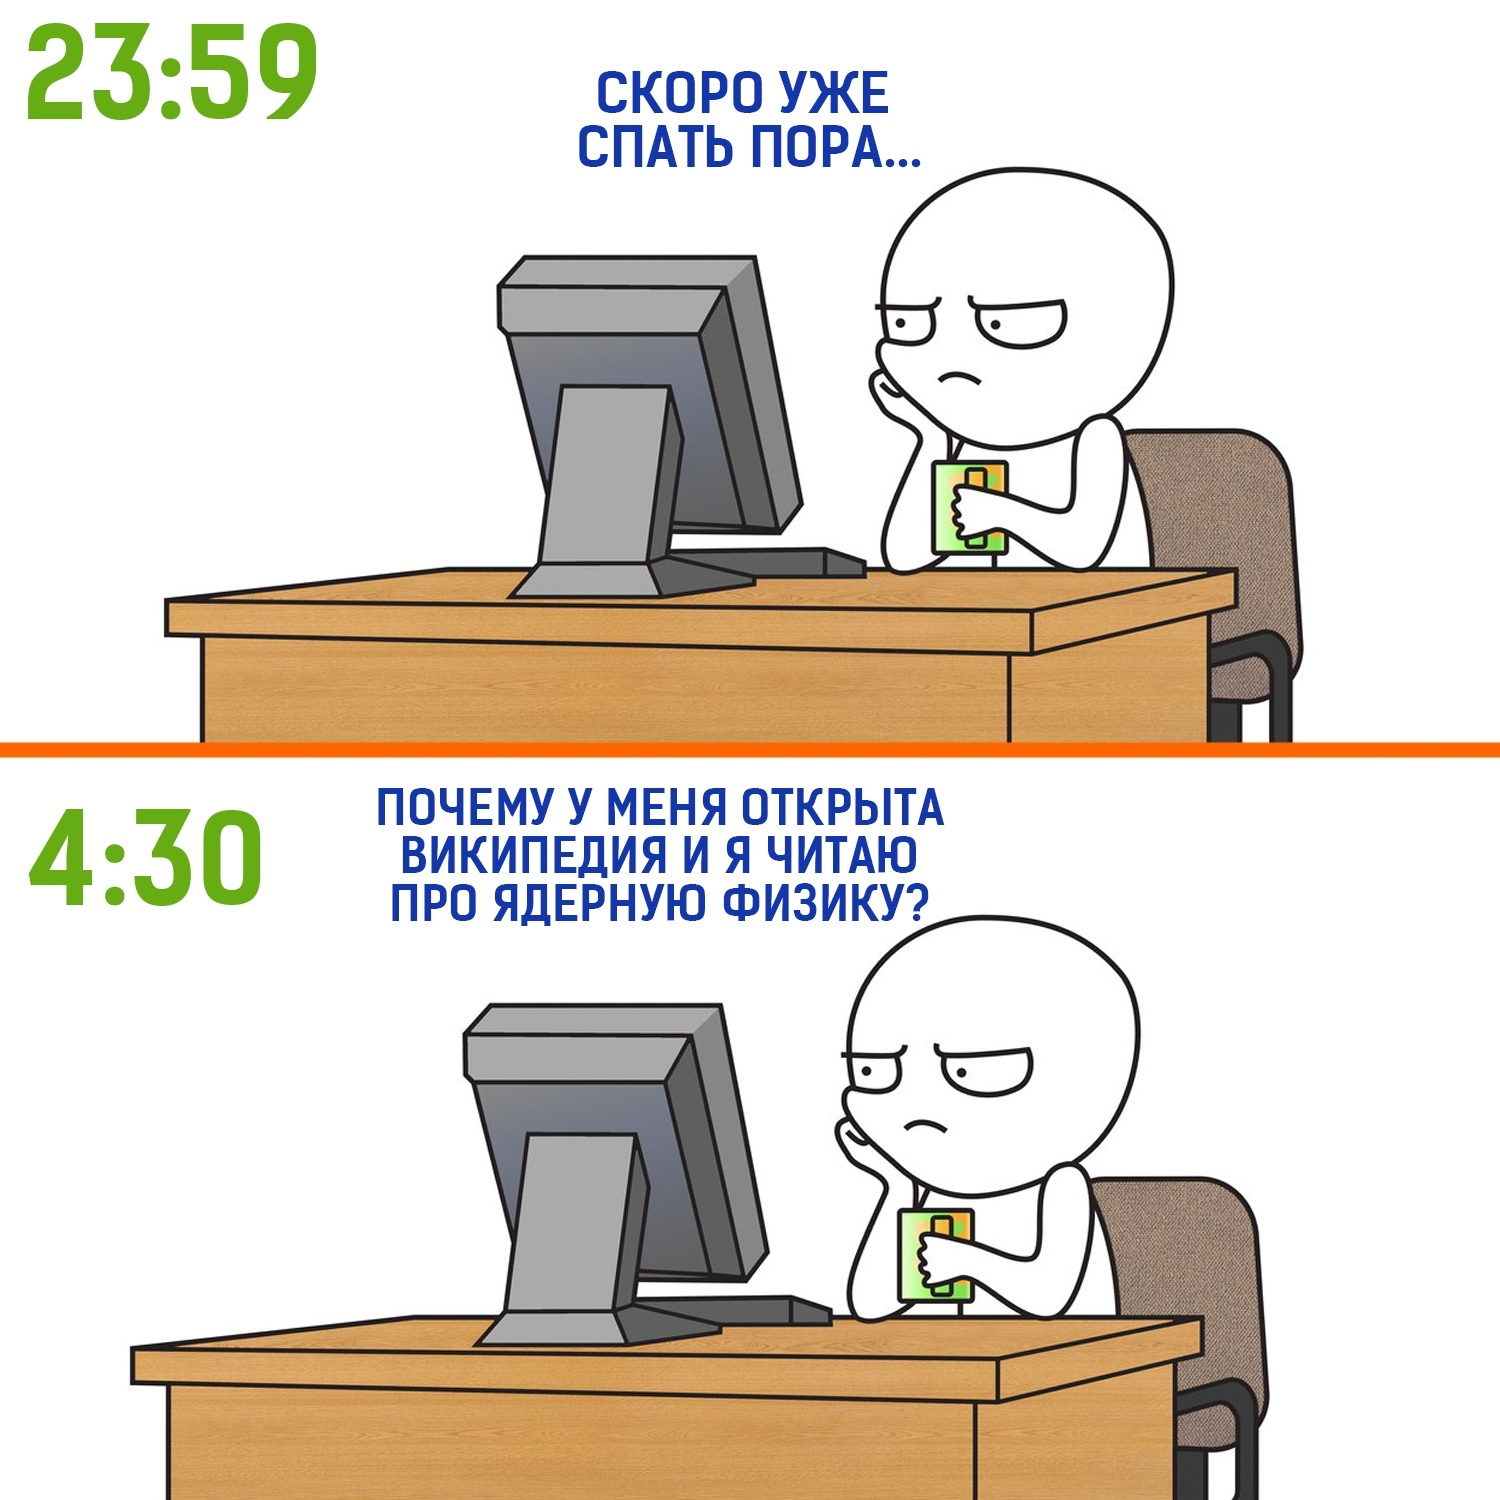 23:59
СКОРО УЖЕ
СПАТЬ ПОРА...
4:30
ПОЧЕМУ У МЕНЯ ОТКРЫТА
ВИКИПЕДИЯ И Я ЧИТАЮ
ПРО ЯДЕРНУЮ ФИЗИКУ?